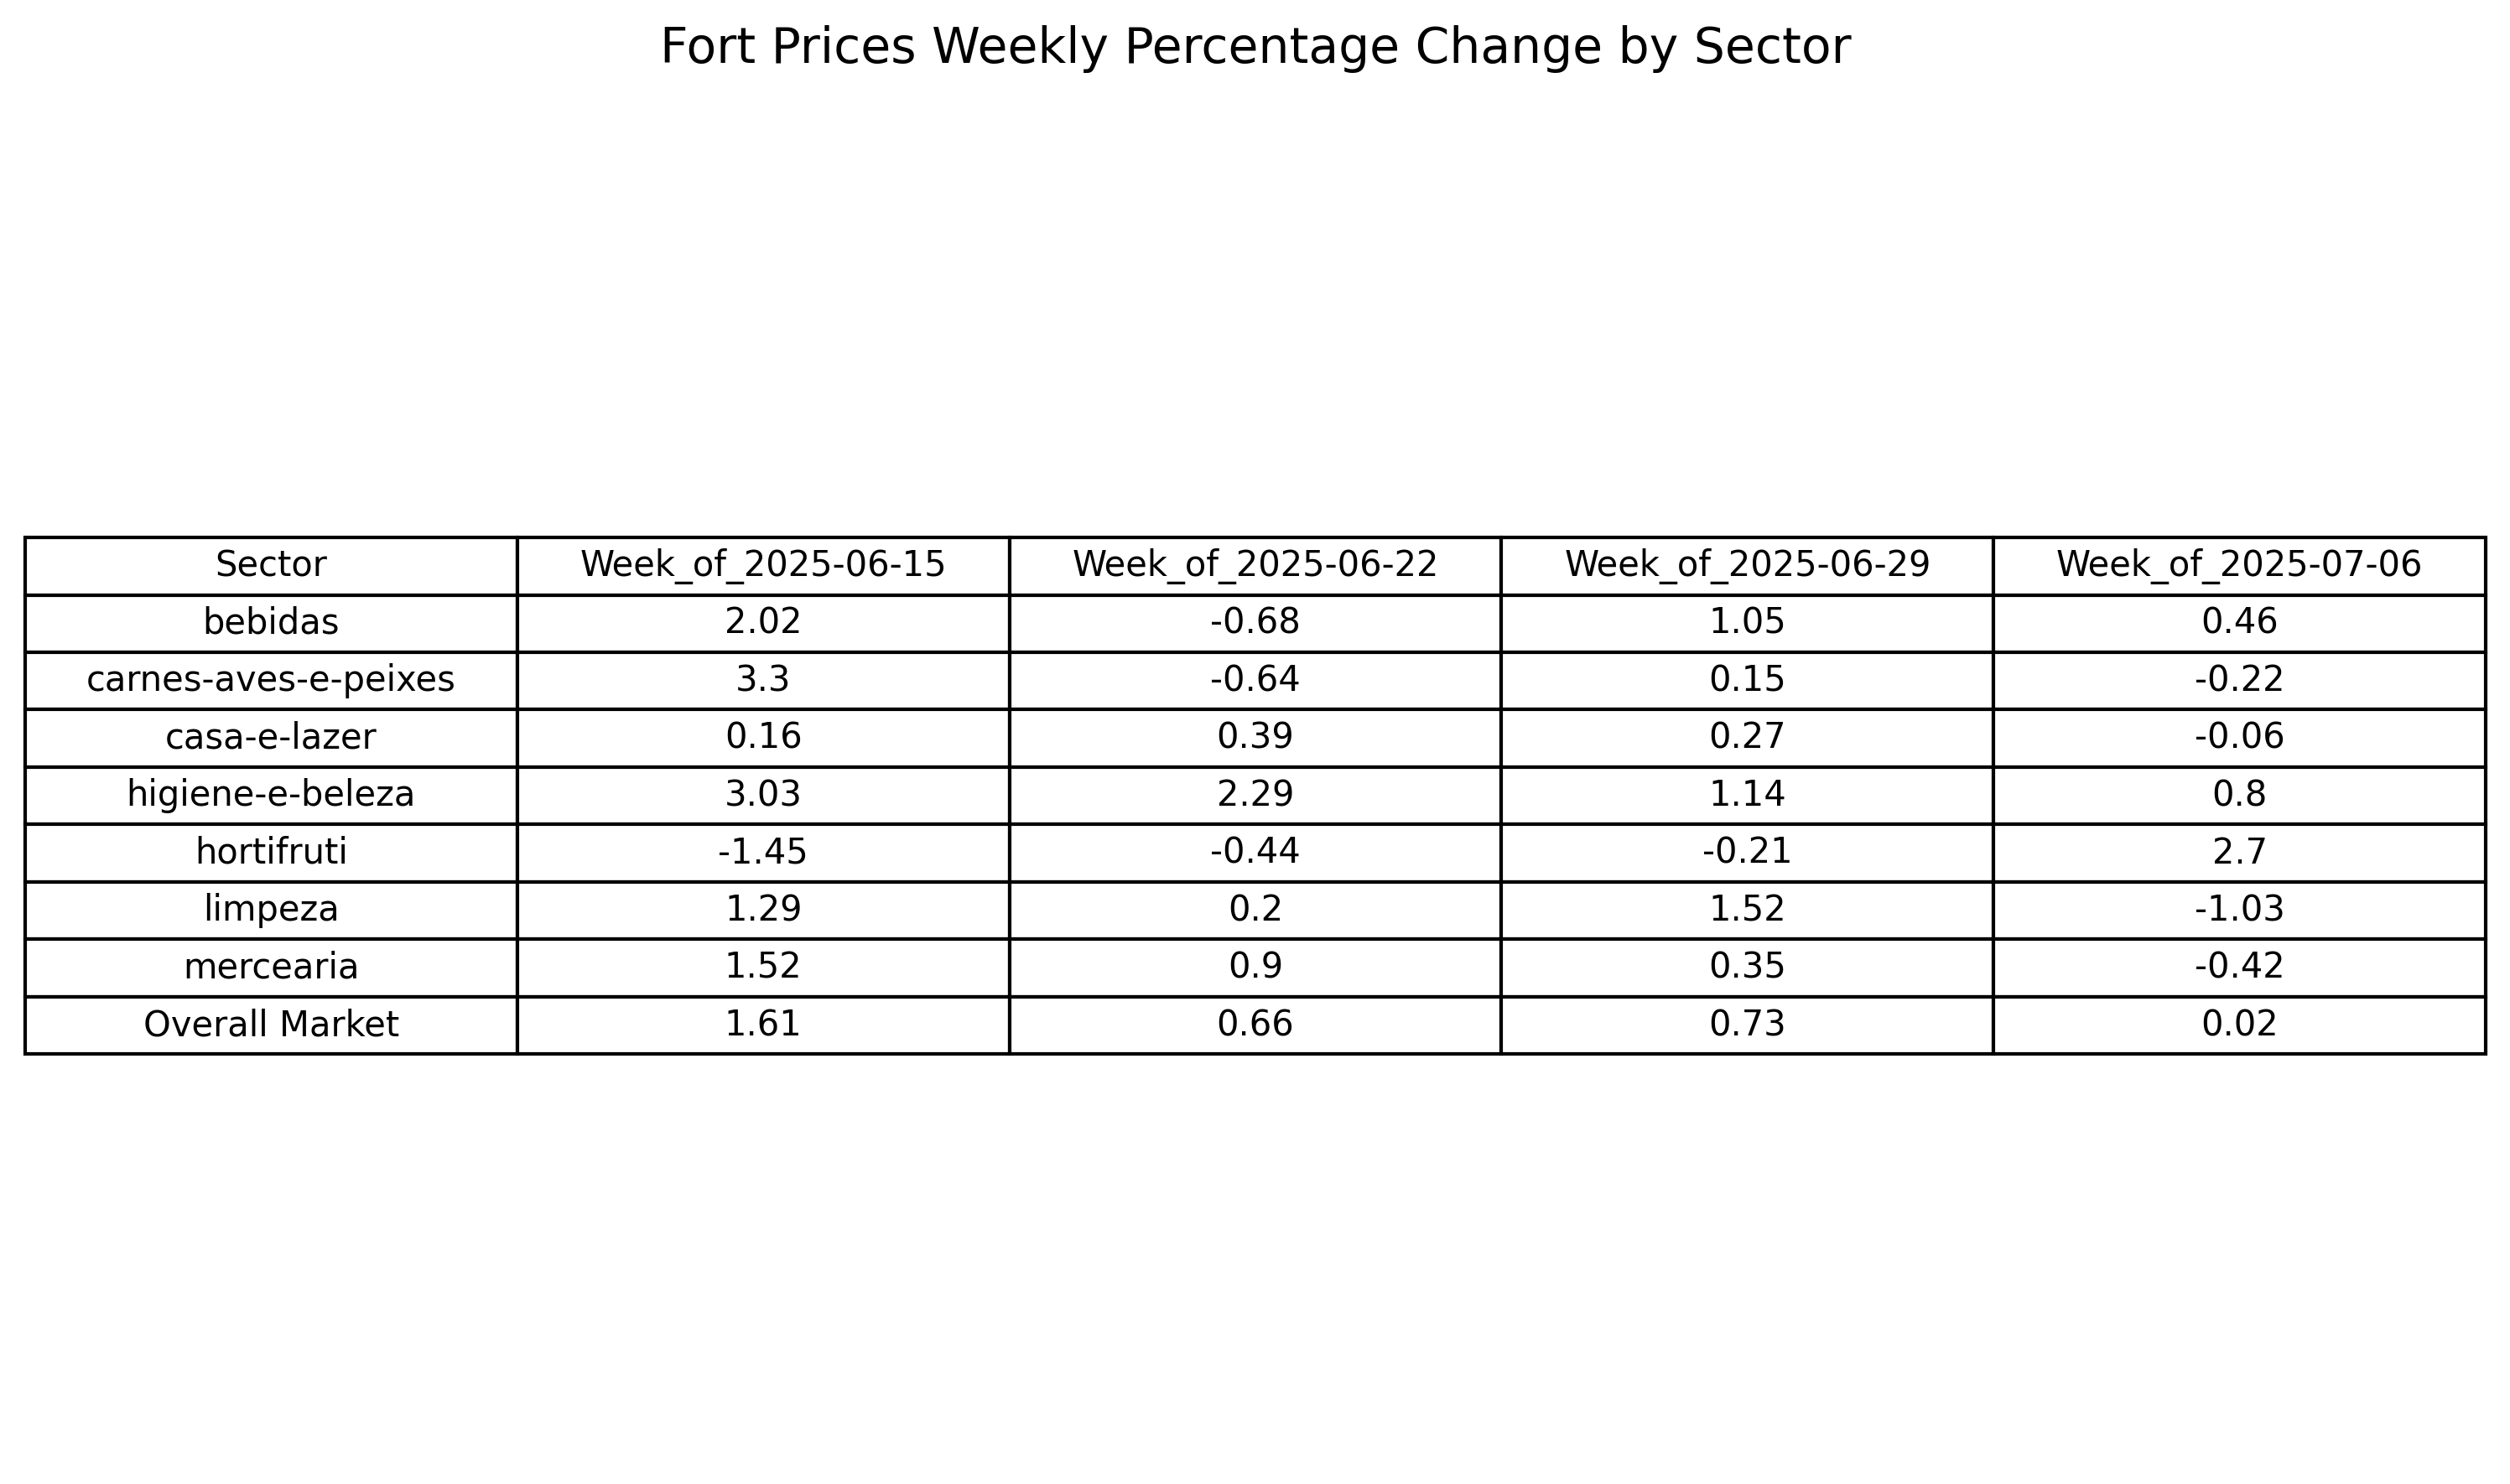 Fort Prices Weekly Percentage Change by Sector
Sector Week_of_2025-06-15 Week_of_2025-06-22 Week_of_2025-06-29 Week_of_2025-07-06
bebidas 2.02 -0.68 1.05 0.46
carnes-aves-e-peixes 3.3 -0.64 0.15 -0.22
casa-e-lazer 0.16 0.39 0.27 -0.06
higiene-e-beleza 3.03 2.29 1.14 0.8
hortifruti -1.45 -0.44 -0.21 2.7
limpeza 1.29 0.2 1.52 -1.03
mercearia 1.52 0.9 0.35 -0.42
Overall Market 1.61 0.66 0.73 0.02